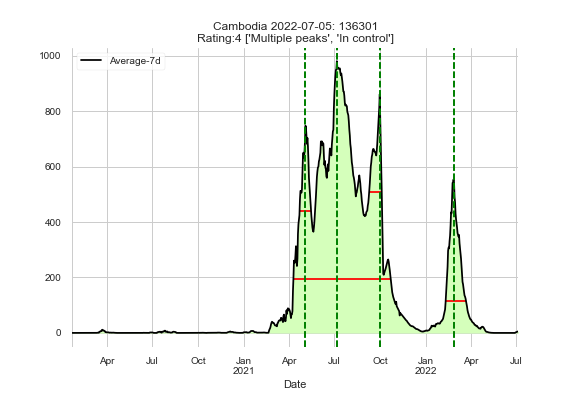 Cambodia 2022-07-05: 136301
Rating:4 ['Multiple peaks', 'In control']
Average-7d
1000
800
600
400
200
0
Apr Jul Oct Jan Apr Jul Oct Jan Apr Jul
2021 2022
Date